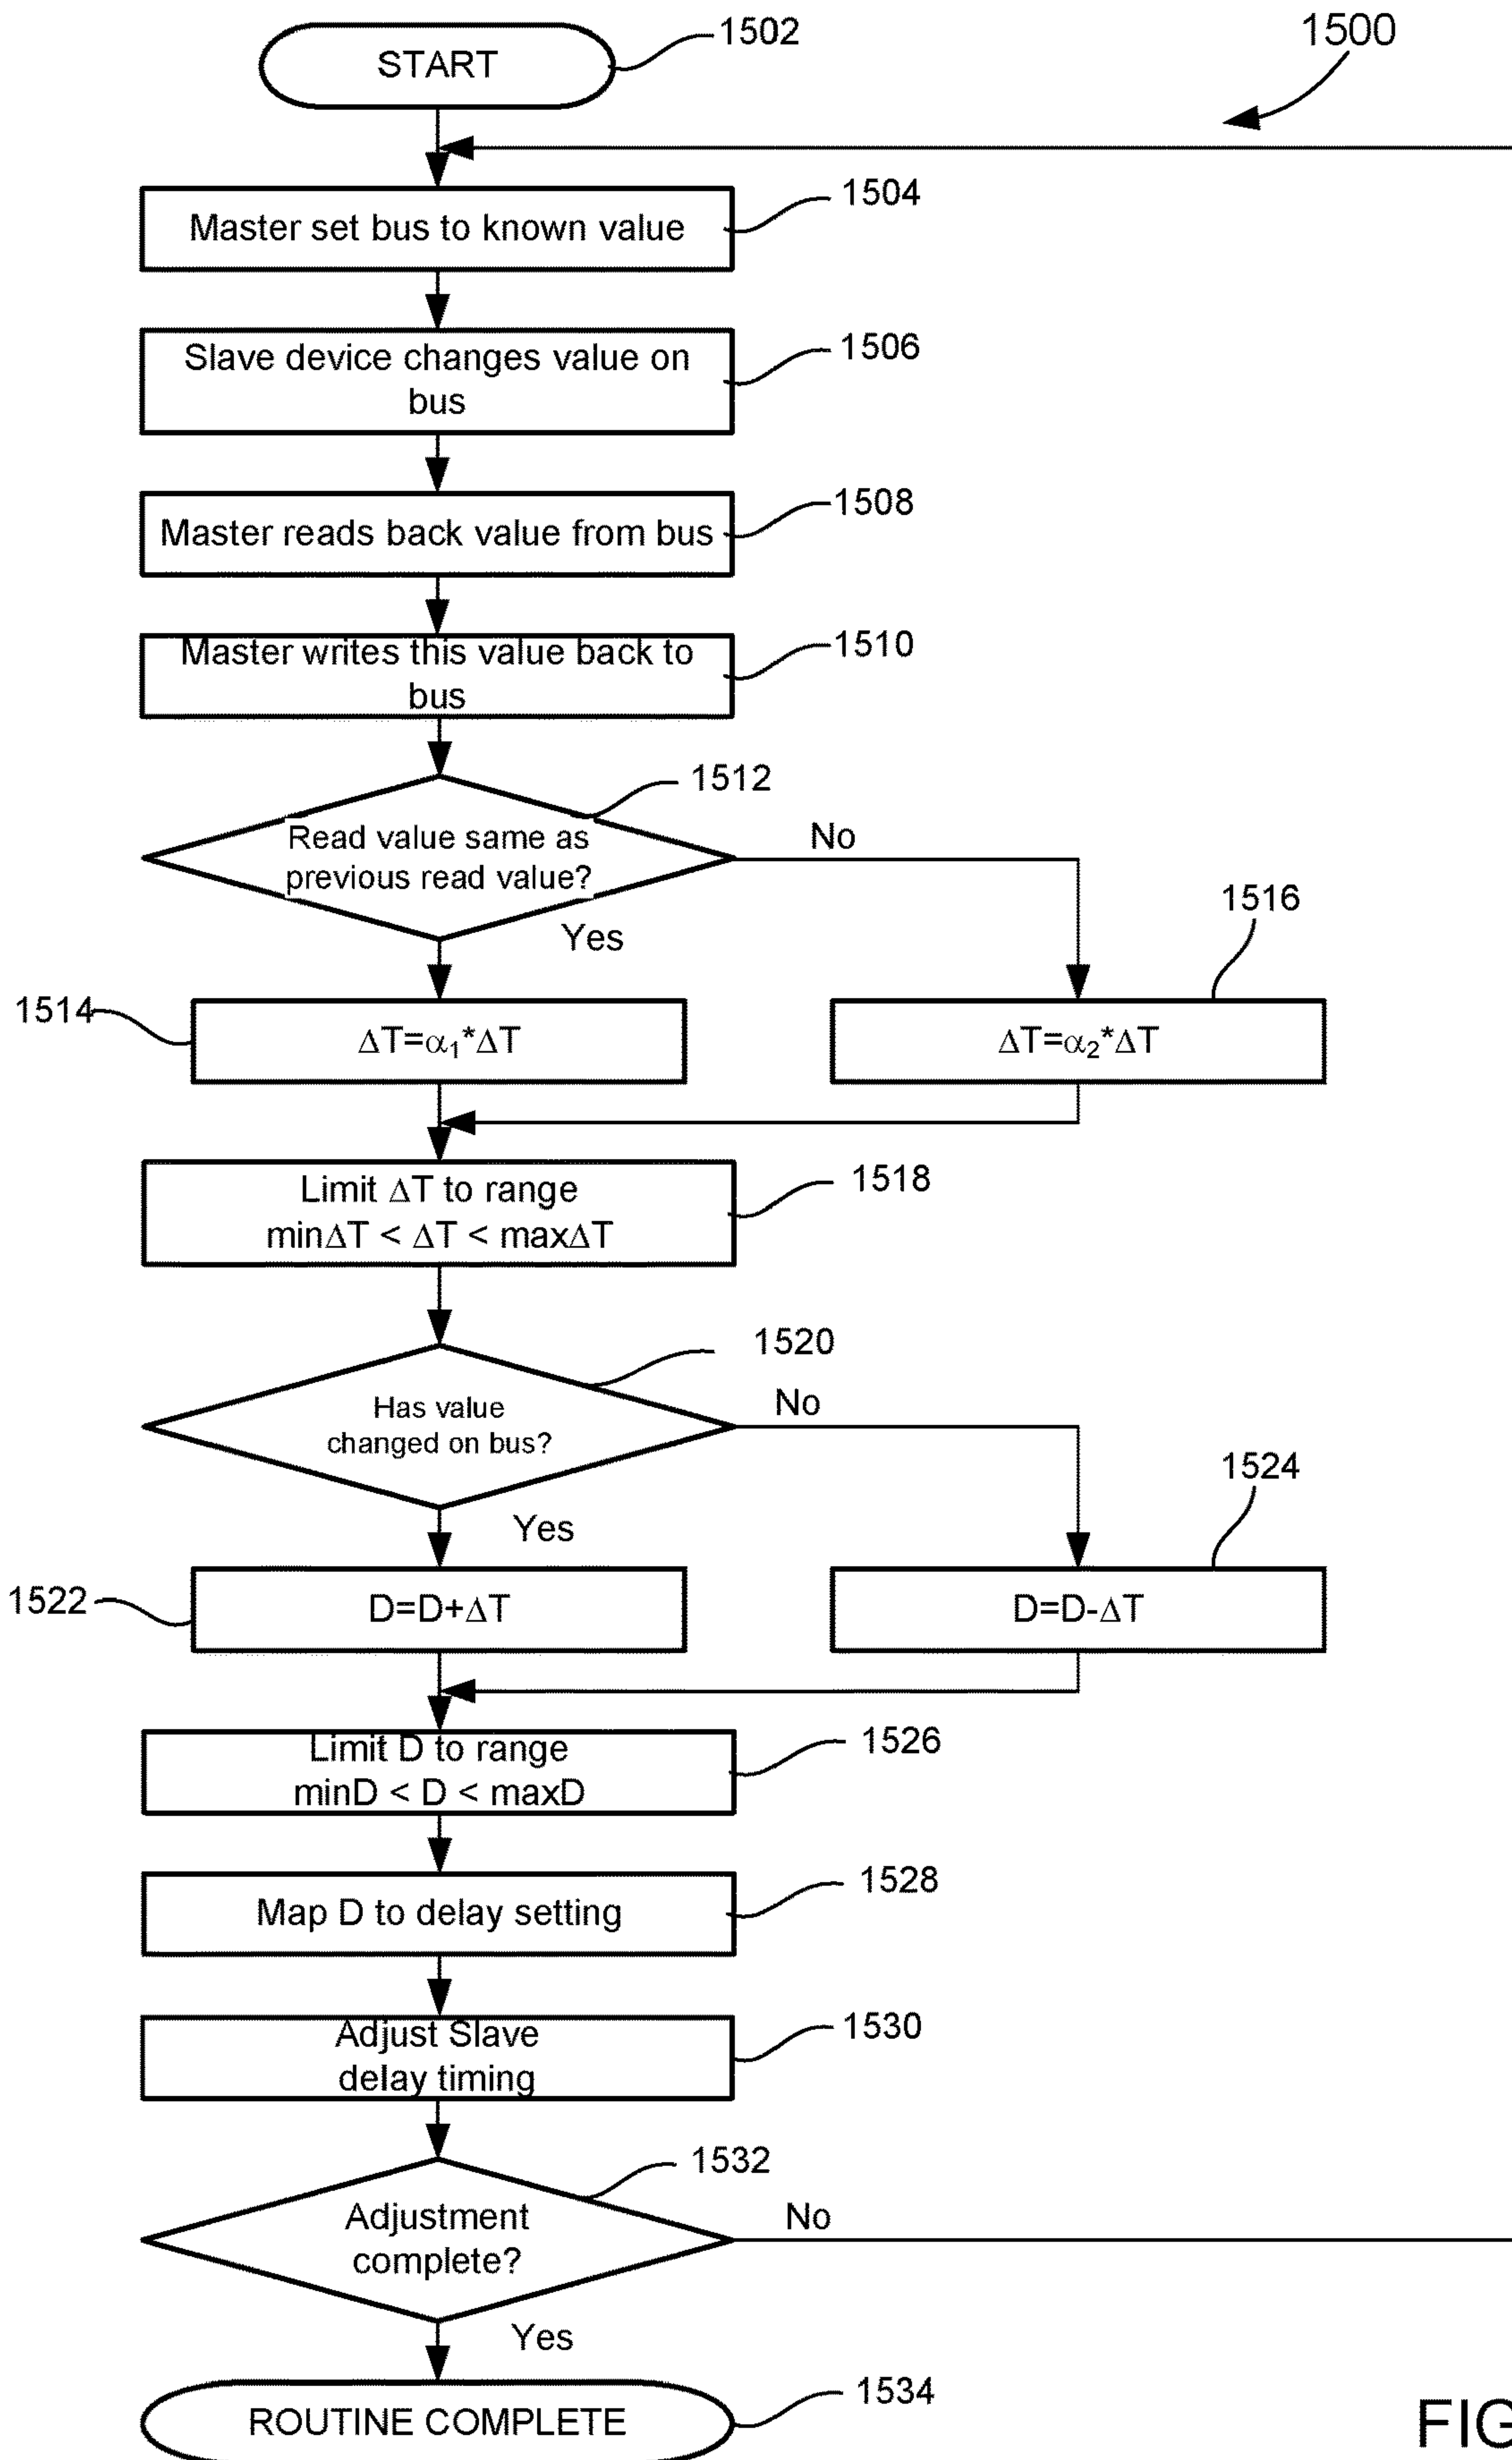 START
1502
1500
Master set bus to known value
1504
Slave device changes value on
bus
1506
Master reads back value from bus
1508
Master writes this value back to
bus
1510
1512
Read value same as
previous read value?
No
Yes
1514
ΔT=α₁*ΔT
1516
ΔT=α₂*ΔT
Limit ΔT to range
minΔT < ΔT < maxΔT
1518
1520
Has value
changed on bus?
No
Yes
1522
D=D+ΔT
1524
D=D-ΔT
Limit D to range
minD < D < maxD
1526
Map D to delay setting
1528
Adjust Slave
delay timing
1530
1532
Adjustment
complete?
No
Yes
ROUTINE COMPLETE
1534
FIG